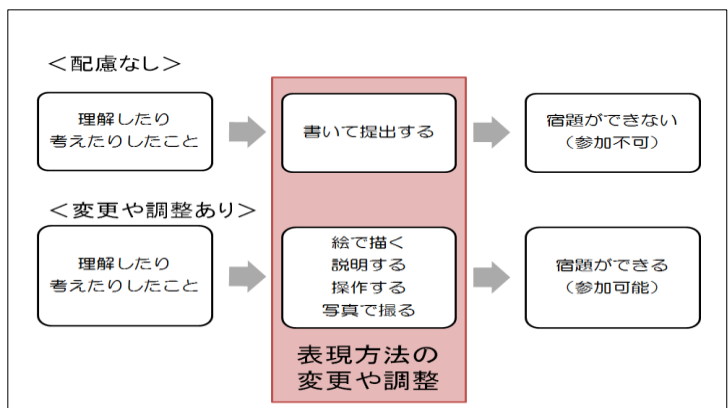 ＜配慮なし＞
理解したり
考えたりしたこと
書いて提出する
宿題ができない
（参加不可）
＜変更や調整あり＞
理解したり
考えたりしたこと
絵で描く
説明する
操作する
写真で撮る
宿題ができる
（参加可能）
表現方法の
変更や調整